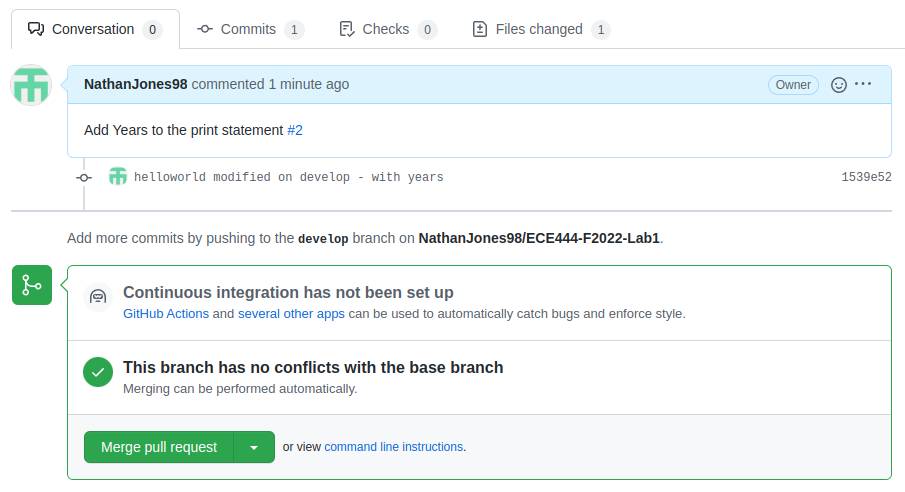 Conversation 0 Commits 1 Checks 0 Files changed 1
NathanJones98 commented 1 minute ago Owner
Add Years to the print statement #2
helloworld modified on develop - with years 1539e52
Add more commits by pushing to the develop branch on NathanJones98/ECE444-F2022-Lab1.
Continuous integration has not been set up
GitHub Actions and several other apps can be used to automatically catch bugs and enforce style.
This branch has no conflicts with the base branch
Merging can be performed automatically.
Merge pull request or view command line instructions.